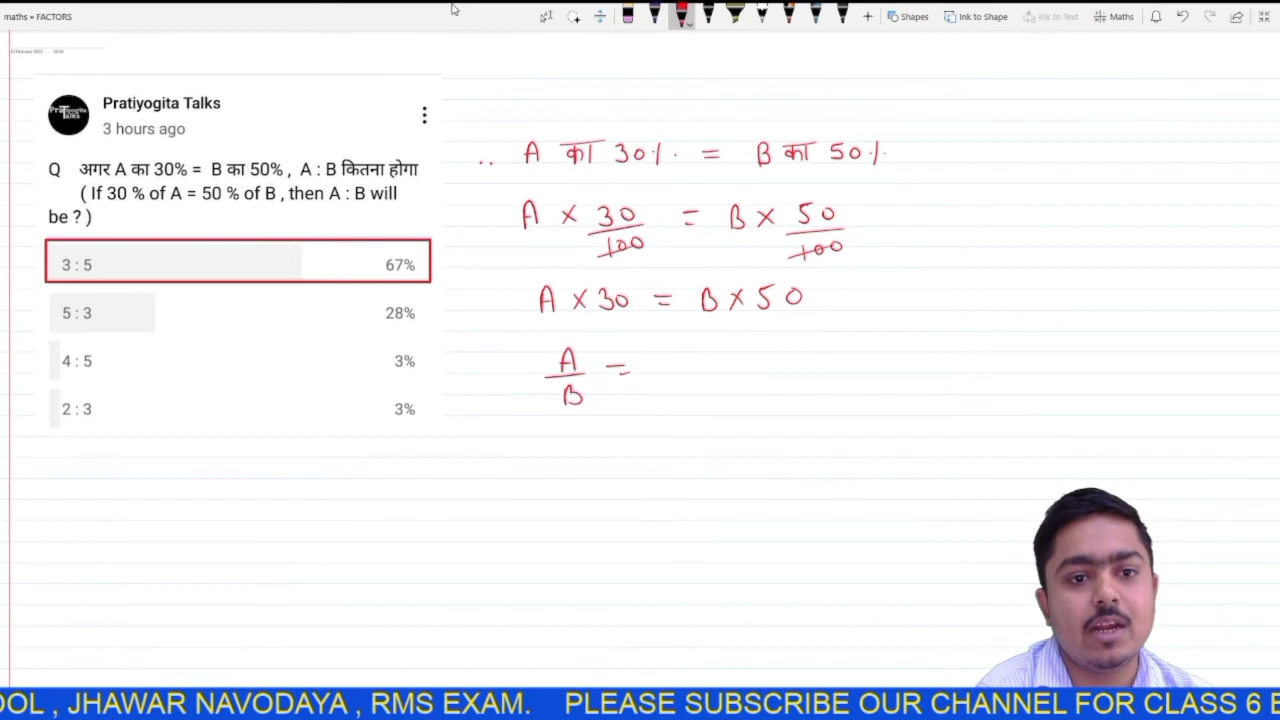 maths » FACTORS
Shapes
Ink to Shape
Ink to Text
Maths
Pratiyogita Talks
3 hours ago
Q अगर A का 30% = B का 50% , A : B कितना होगा
( If 30 % of A = 50 % of B , then A : B will
be ? )
3 : 5 67%
5 : 3 28%
4 : 5 3%
2 : 3 3%
A का 30% = B का 50%
A × 30/100 = B × 50/100
A × 30 = B × 50
A/B =
OOL , JHAWAR NAVODAYA , RMS EXAM. PLEASE SUBSCRIBE OUR CHANNEL FOR CLASS 6 E